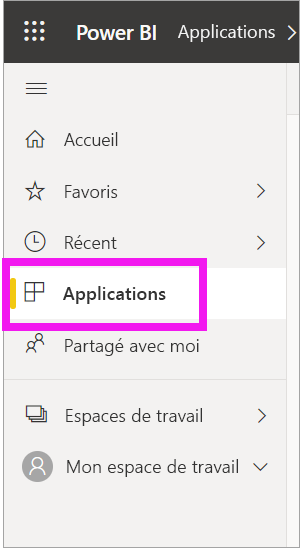 Power BI Applications
Accueil
Favoris
Récent
Applications
Partagé avec moi
Espaces de travail
Mon espace de travail